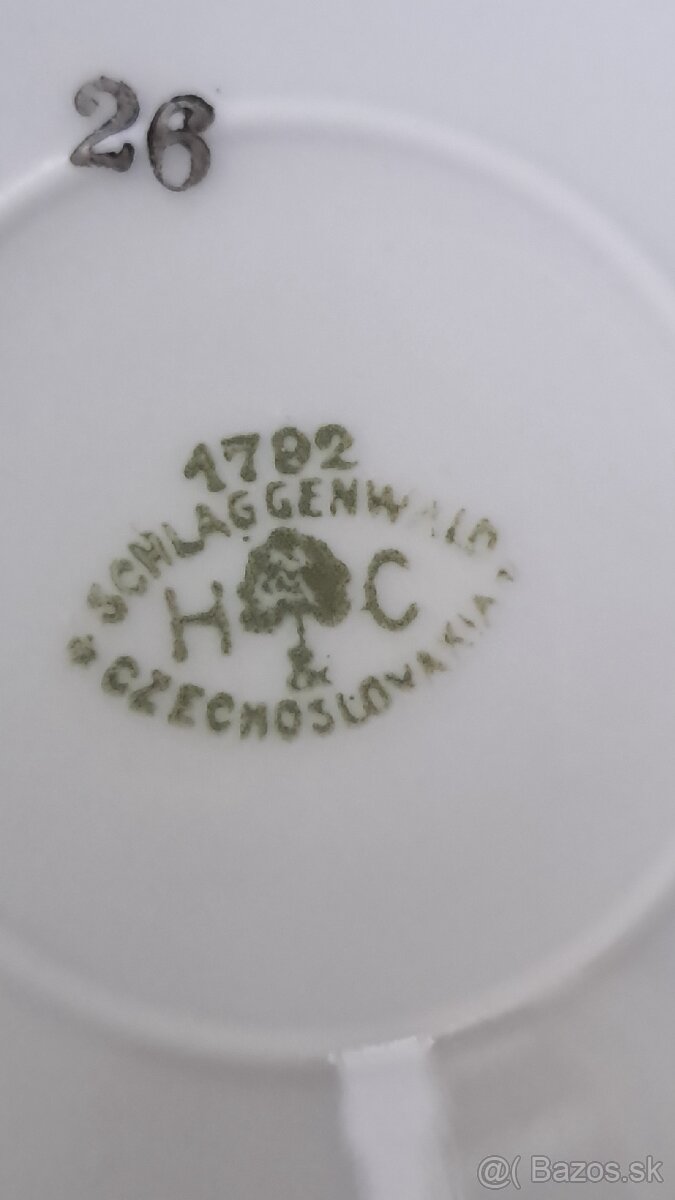 26
1792
SCHLAGGENWALD
H & C
* CZECHOSLOVAKIA *
@( Bazos.sk